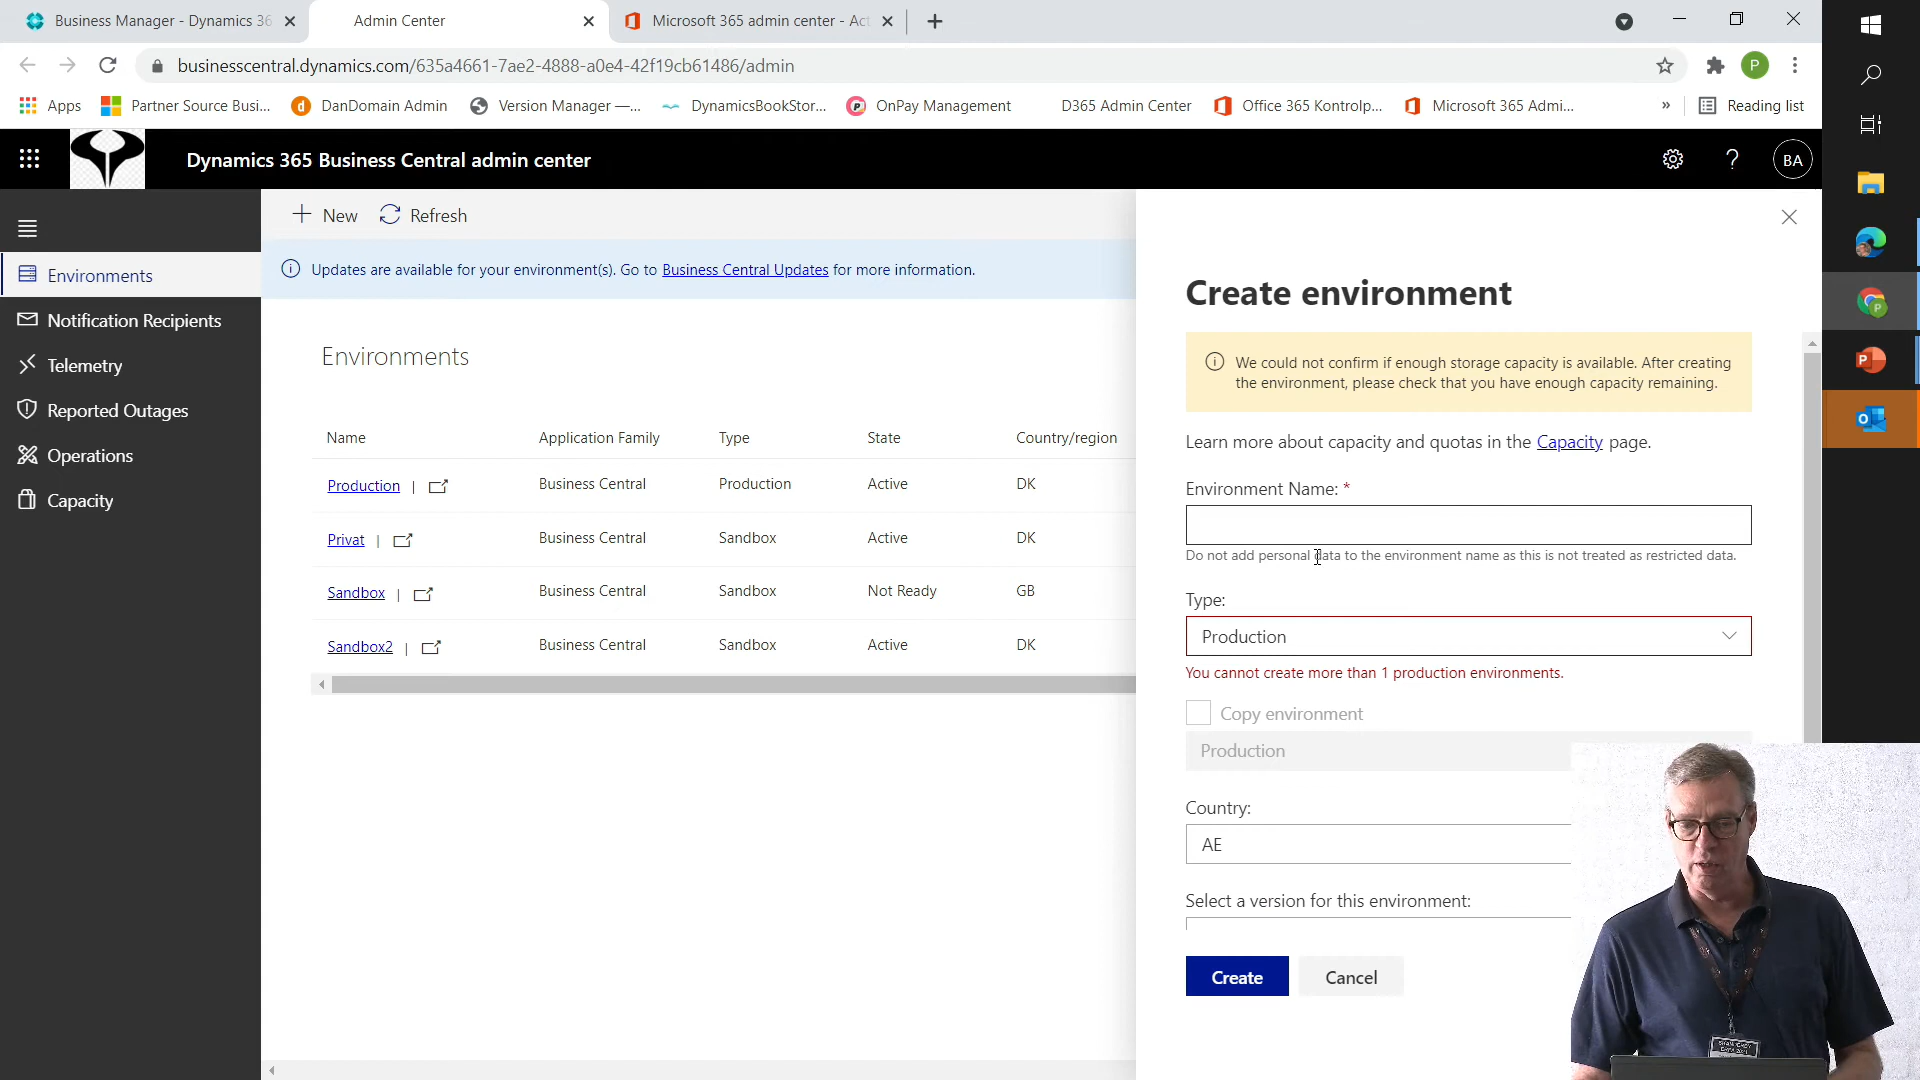 Business Manager - Dynamics 36
Admin Center
Microsoft 365 admin center - Act
businesscentral.dynamics.com/635a4661-7ae2-4888-a0e4-42f19cb61486/admin
P
Apps
Partner Source Busi...
DanDomain Admin
Version Manager —...
DynamicsBookStor...
OnPay Management
D365 Admin Center
Office 365 Kontrolp...
Microsoft 365 Admi...
»
Reading list
Dynamics 365 Business Central admin center
BA
New
Refresh
Environments
Notification Recipients
Telemetry
Reported Outages
Operations
Capacity
Updates are available for your environment(s). Go to Business Central Updates for more information.
Environments
Name Application Family Type State Country/region
Production | Business Central Production Active DK
Privat | Business Central Sandbox Active DK
Sandbox | Business Central Sandbox Not Ready GB
Sandbox2 | Business Central Sandbox Active DK
Create environment
We could not confirm if enough storage capacity is available. After creating
the environment, please check that you have enough capacity remaining.
Learn more about capacity and quotas in the Capacity page.
Environment Name: *
Do not add personal data to the environment name as this is not treated as restricted data.
Type:
Production
You cannot create more than 1 production environments.
Copy environment
Production
Country:
AE
Select a version for this environment:
Create
Cancel